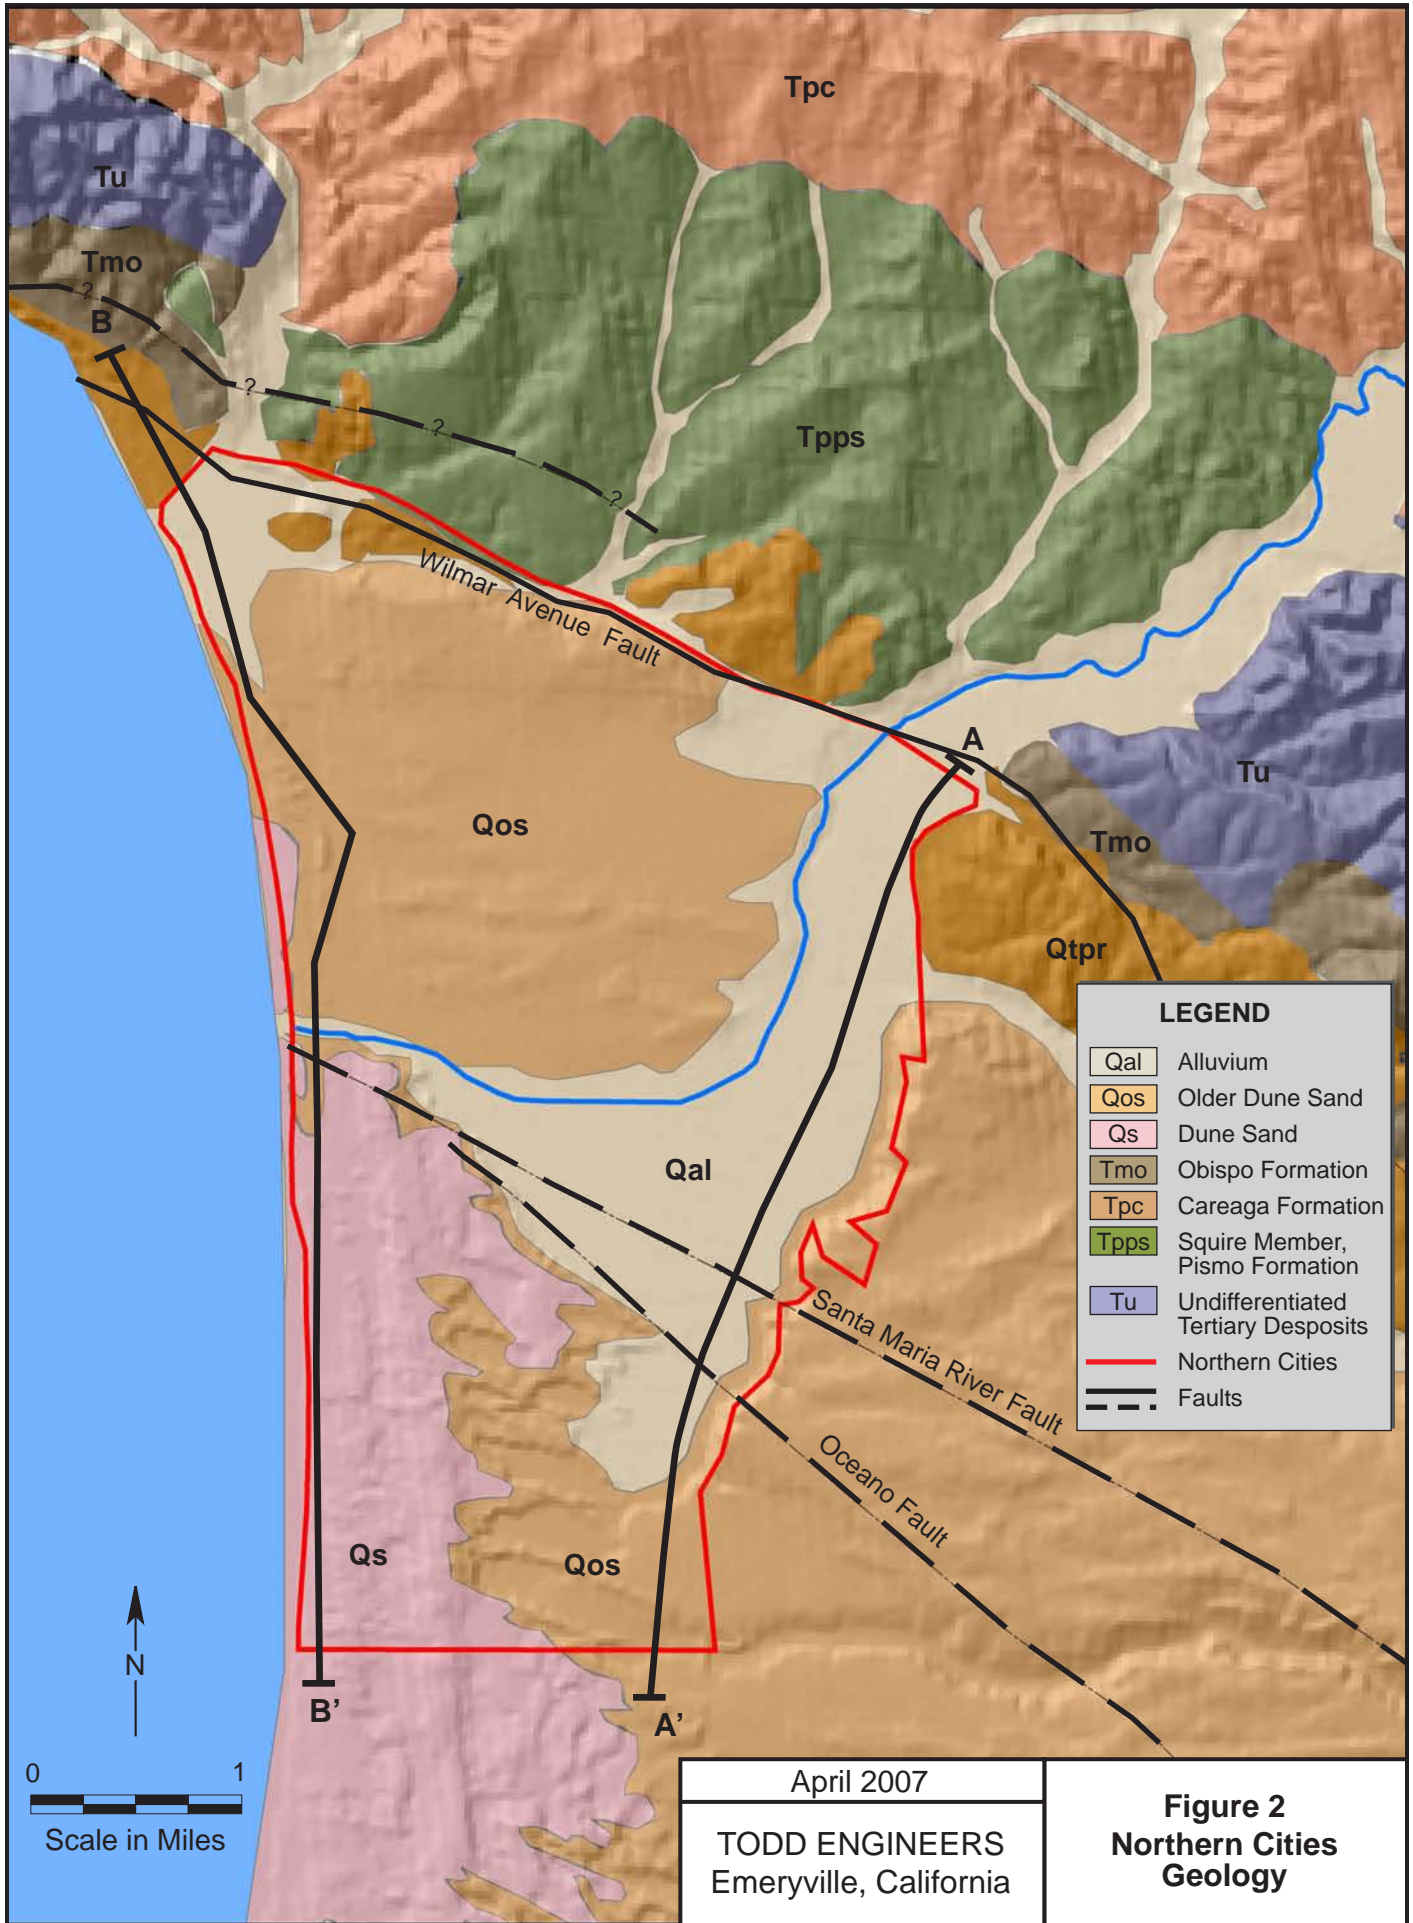 Tpc
Tu
Tmo
?
B
?
?
Tpps
?
Wilmar Avenue Fault
A
Tu
Qos
Tmo
Qtpr
LEGEND
Qal Alluvium
Qos Older Dune Sand
Qs Dune Sand
Tmo Obispo Formation
Tpc Careaga Formation
Tpps Squire Member,
Pismo Formation
Tu Undifferentiated
Tertiary Desposits
Northern Cities
Faults
Qal
Santa Maria River Fault
Oceano Fault
Qs
Qos
N
B’
A’
0 1
Scale in Miles
April 2007
TODD ENGINEERS
Emeryville, California
Figure 2
Northern Cities
Geology